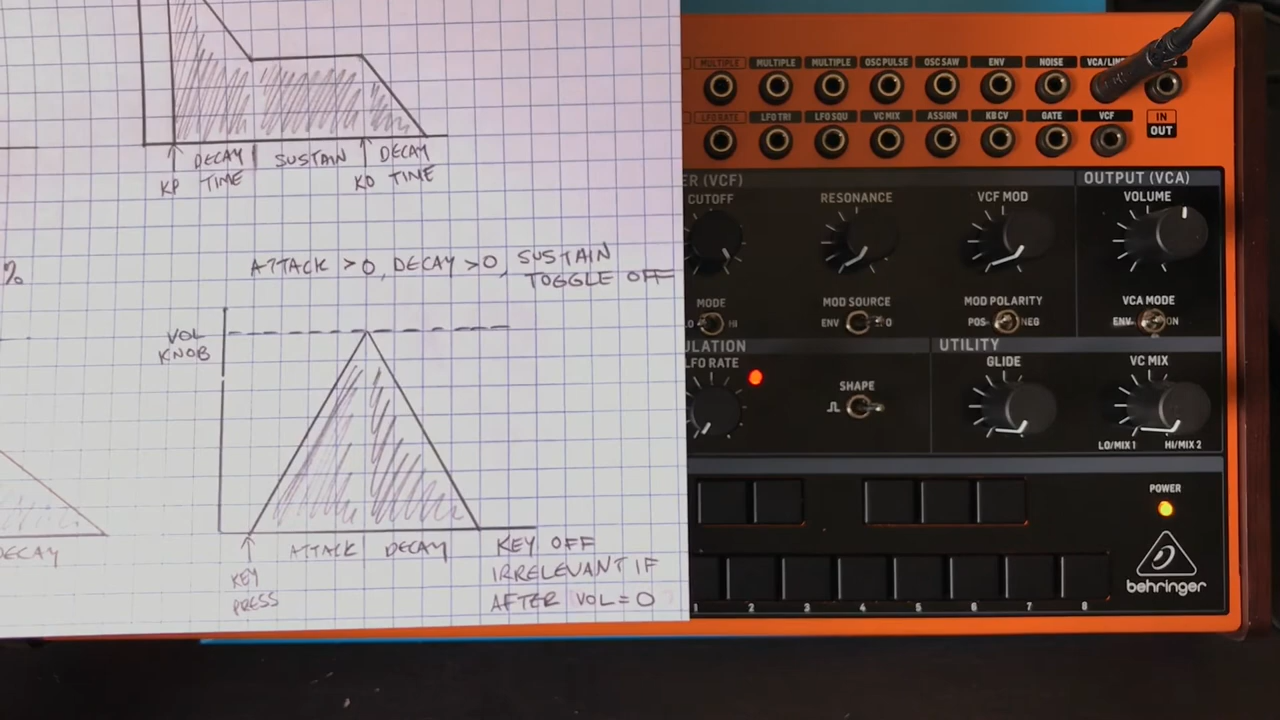 DECAY SUSTAIN DECAY
KP TIME KO TIME
%
ATTACK >0, DECAY >0, SUSTAIN
TOGGLE OFF
VOL
KNOB
ATTACK DECAY
KEY
PRESS
KEY OFF
IRRELEVANT IF
AFTER VOL = 0
DECAY
MULTIPLE MULTIPLE MULTIPLE OSC PULSE OSC SAW ENV NOISE
LFO RATE LFO TRI LFO SQU VC MIX ASSIGN KB CV GATE VCF
IN
OUT
(VCF) OUTPUT (VCA)
CUTOFF RESONANCE VCF MOD VOLUME
MODE MOD SOURCE MOD POLARITY VCA MODE
HI ENV POS NEG
UTILITY
LFO RATE SHAPE GLIDE VC MIX
LO/MIX 1 HI/MIX 2
POWER
behringer
1 2 3 4 5 6 7 8